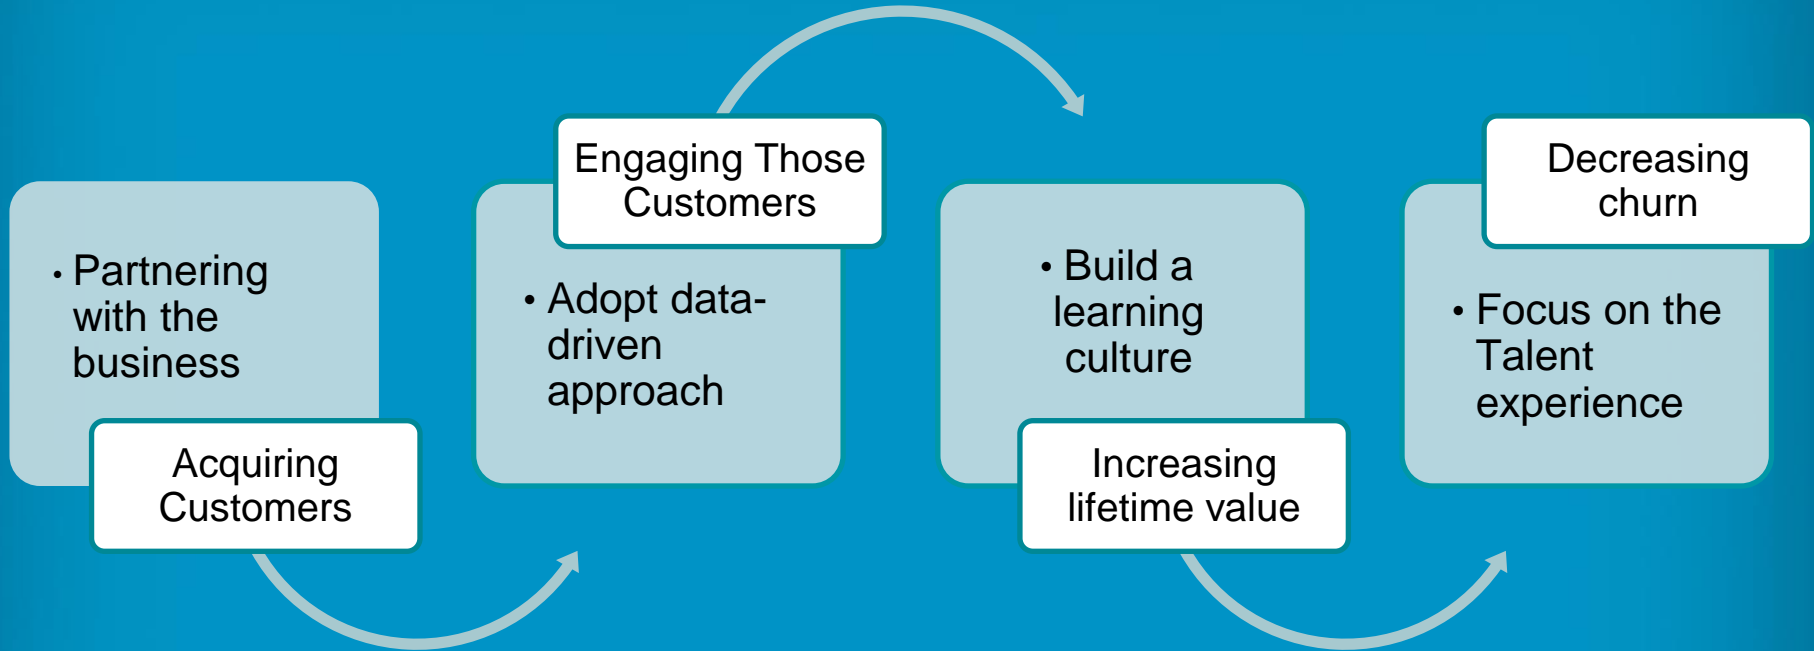 • Partnering
with the
business
Acquiring
Customers
Engaging Those
Customers
• Adopt data-
driven
approach
• Build a
learning
culture
Increasing
lifetime value
Decreasing
churn
• Focus on the
Talent
experience